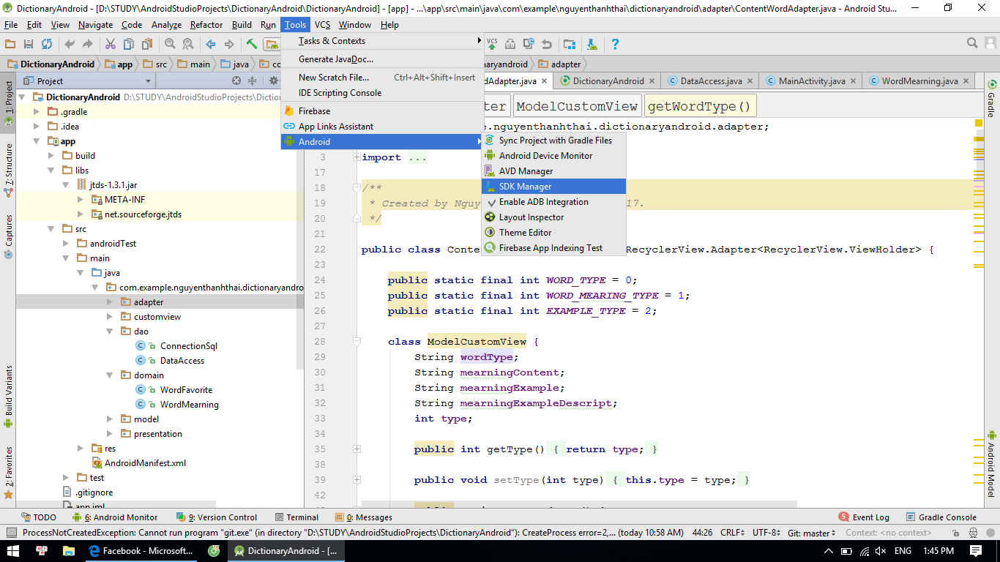 DictionaryAndroid - [D:\STUDY\AndroidStudioProjects\DictionaryAndroid\DictionaryAndroid] - [app] - ...\app\src\main\java\com\example\nguyenthanhthai\dictionaryandroid\adapter\ContentWordAdapter.java - Android Stu...
File Edit View Navigate Code Analyze Refactor Build Run Tools VCS Window Help
DictionaryAndroid app src main java co naryandroid adapter
Project
dAdapter.java DictionaryAndroid DataAccess.java MainActivity.java WordMearning.java
Tasks & Contexts
Generate JavaDoc...
New Scratch File... Ctrl+Alt+Shift+Insert
IDE Scripting Console
Firebase
App Links Assistant
Android
Sync Project with Gradle Files
Android Device Monitor
AVD Manager
SDK Manager
Enable ADB Integration
Layout Inspector
Theme Editor
Firebase App Indexing Test
1: Project
7: Structure
Captures
Build Variants
2: Favorites
DictionaryAndroid D:\STUDY\AndroidStudioProjects\Dictio
.gradle
.idea
app
build
libs
jtds-1.3.1.jar
META-INF
net.sourceforge.jtds
src
androidTest
main
java
com.example.nguyenthanhthai.dictionaryandro
adapter
customview
dao
ConnectionSql
DataAccess
domain
WordFavorite
WordMearning
model
presentation
res
AndroidManifest.xml
test
.gitignore
app.iml
ter ModelCustomView getWordType()
e.nguyenthanhthai.dictionaryandroid.adapter;
3 import ...
17
18 /**
19 * Created by Nguy 17.
20 */
21
22 public class Conten RecyclerView.Adapter<RecyclerView.ViewHolder> {
23
24 public static final int WORD_TYPE = 0;
25 public static final int WORD_MEARING_TYPE = 1;
26 public static final int EXAMPLE_TYPE = 2;
27
28 class ModelCustomView {
29 String wordType;
30 String mearningContent;
31 String mearningExample;
32 String mearningExampleDescript;
33 int type;
34
35 public int getType() { return type; }
38
39 public void setType(int type) { this.type = type; }
42
Gradle
Android Model
TODO 6: Android Monitor 9: Version Control Terminal 0: Messages 5 Event Log Gradle Console
ProcessNotCreatedException: Cannot run program "git.exe" (in directory "D:\STUDY\AndroidStudioProjects\DictionaryAndroid"): CreateProcess error=2,... (today 10:58 AM) 44:26 CRLF UTF-8 Git: master Context: <no context>
Facebook - Microsoft... DictionaryAndroid - [... ENG 1:45 PM